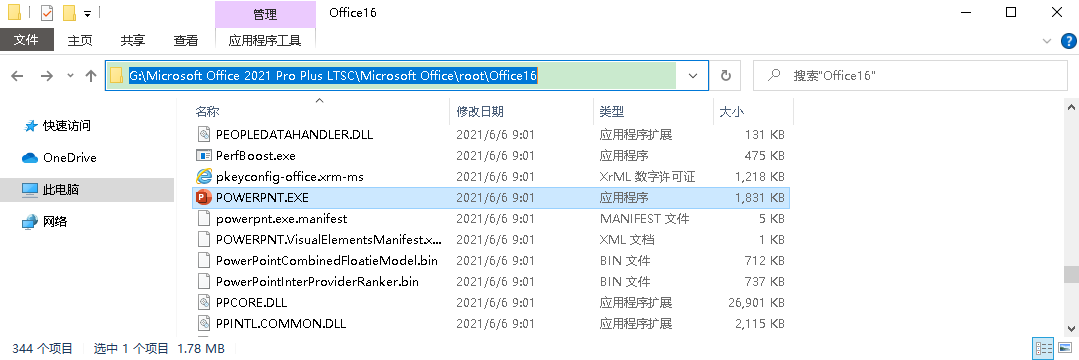 管理 Office16
文件 主页 共享 查看 应用程序工具
G:\Microsoft Office 2021 Pro Plus LTSC\Microsoft Office\root\Office16 搜索"Office16"
名称 修改日期 类型 大小
快速访问
OneDrive
此电脑
网络
PEOPLEDATAHANDLER.DLL 2021/6/6 9:01 应用程序扩展 131 KB
PerfBoost.exe 2021/6/6 9:01 应用程序 475 KB
pkeyconfig-office.xrm-ms 2021/6/6 9:01 XrML 数字许可证 1,218 KB
POWERPNT.EXE 2021/6/6 9:01 应用程序 1,831 KB
powerpnt.exe.manifest 2021/6/6 9:01 MANIFEST 文件 5 KB
POWERPNT.VisualElementsManifest.x... 2021/6/6 9:01 XML 文档 1 KB
PowerPointCombinedFloatieModel.bin 2021/6/6 9:01 BIN 文件 712 KB
PowerPointInterProviderRanker.bin 2021/6/6 9:01 BIN 文件 737 KB
PPCORE.DLL 2021/6/6 9:01 应用程序扩展 26,901 KB
PPINTL.COMMON.DLL 2021/6/6 9:01 应用程序扩展 2,115 KB
344 个项目 选中 1 个项目 1.78 MB